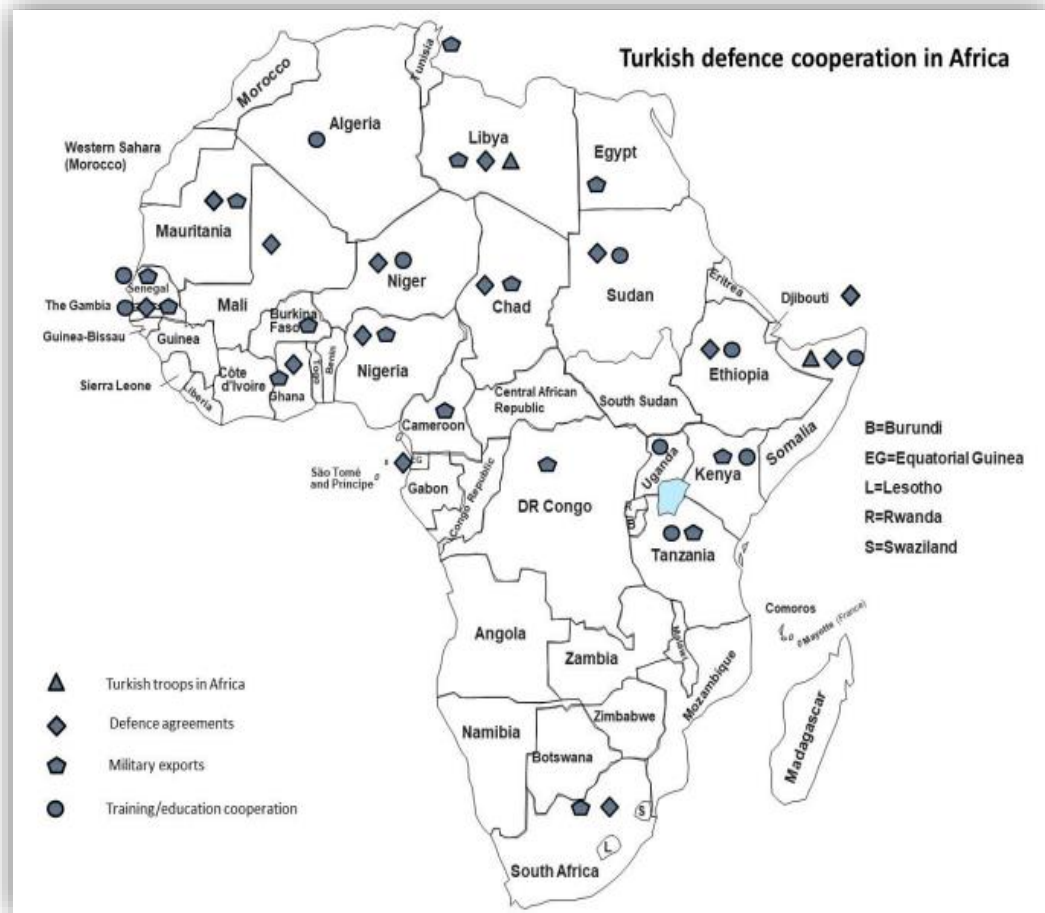 Turkish defence cooperation in Africa
Morocco
Tunisia
Algeria
Libya
Egypt
Western Sahara
(Morocco)
Mauritania
Mali
Niger
Chad
Sudan
Eritrea
Djibouti
Senegal
The Gambia
Guinea-Bissau
Guinea
Sierra Leone
Liberia
Côte
d'Ivoire
Burkina
Faso
Ghana
Togo
Benin
Nigeria
Cameroon
Central African
Republic
South Sudan
Ethiopia
Somalia
São Tomé
and Príncipe
EG
Gabon
Congo Republic
DR Congo
Uganda
Kenya
R
B
Tanzania
B=Burundi
EG=Equatorial Guinea
L=Lesotho
R=Rwanda
S=Swaziland
Comoros
Mayotte (France)
Angola
Zambia
Malawi
Mozambique
Madagascar
Namibia
Zimbabwe
Botswana
S
L
South Africa
Turkish troops in Africa
Defence agreements
Military exports
Training/education cooperation